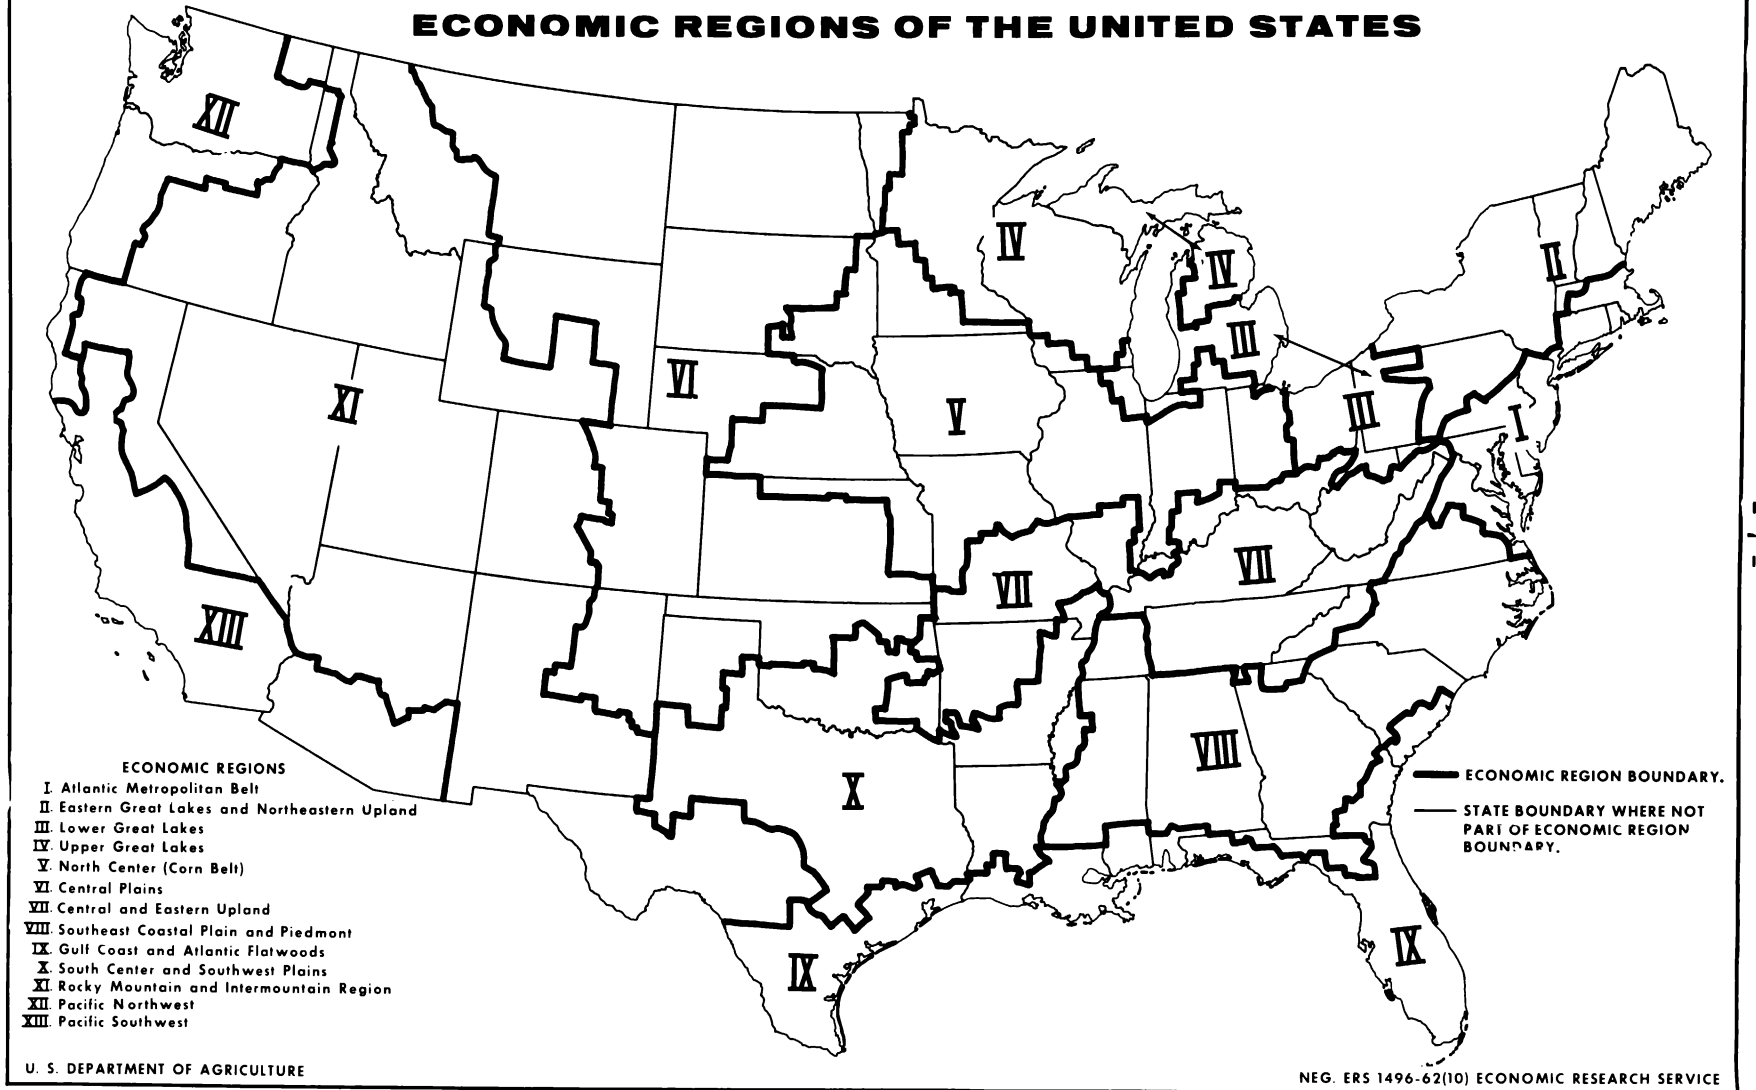 ECONOMIC REGIONS OF THE UNITED STATES
XII
IV
II
IV
III
XI
VI
V
III
I
VII
VII
XIII
VIII
X
IX
IX
ECONOMIC REGIONS
I. Atlantic Metropolitan Belt
II. Eastern Great Lakes and Northeastern Upland
III. Lower Great Lakes
IV. Upper Great Lakes
V. North Center (Corn Belt)
VI. Central Plains
VII. Central and Eastern Upland
VIII. Southeast Coastal Plain and Piedmont
IX. Gulf Coast and Atlantic Flatwoods
X. South Center and Southwest Plains
XI. Rocky Mountain and Intermountain Region
XII. Pacific Northwest
XIII. Pacific Southwest
ECONOMIC REGION BOUNDARY.
STATE BOUNDARY WHERE NOT
PART OF ECONOMIC REGION
BOUNDARY.
U. S. DEPARTMENT OF AGRICULTURE
NEG. ERS 1496-62(10) ECONOMIC RESEARCH SERVICE